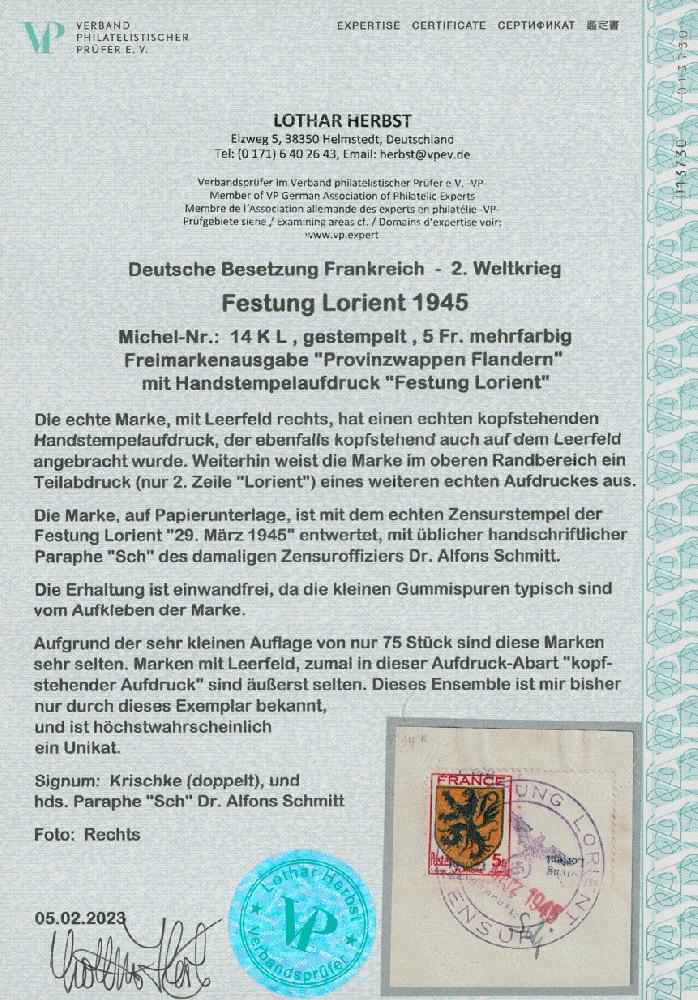 VP VERBAND
PHILATELISTISCHER
PRÜFER E. V.
EXPERTISE CERTIFICATE СЕРТИФИКАТ 鑑定書
013730
013730
LOTHAR HERBST
Elzweg 5, 38350 Helmstedt, Deutschland
Tel: (0 171) 6 40 26 43, Email: herbst@vpev.de
Verbandsprüfer im Verband philatelistischer Prüfer e.V. -VP-
Member of VP German Association of Philatelic Experts
Membre de l'Association allemande des experts en philatélie -VP-
Prüfgebiete siehe / Examining areas cf. / Domains d'expertise voir:
www.vp.expert
Deutsche Besetzung Frankreich - 2. Weltkrieg
Festung Lorient 1945
Michel-Nr.: 14 K L , gestempelt , 5 Fr. mehrfarbig
Freimarkenausgabe "Provinzwappen Flandern"
mit Handstempelaufdruck "Festung Lorient"
Die echte Marke, mit Leerfeld rechts, hat einen echten kopfstehenden
Handstempelaufdruck, der ebenfalls kopfstehend auch auf dem Leerfeld
angebracht wurde. Weiterhin weist die Marke im oberen Randbereich ein
Teilabdruck (nur 2. Zeile "Lorient") eines weiteren echten Aufdruckes aus.
Die Marke, auf Papierunterlage, ist mit dem echten Zensurstempel der
Festung Lorient "29. März 1945" entwertet, mit üblicher handschriftlicher
Paraphe "Sch" des damaligen Zensuroffiziers Dr. Alfons Schmitt.
Die Erhaltung ist einwandfrei, da die kleinen Gummispuren typisch sind
vom Aufkleben der Marke.
Aufgrund der sehr kleinen Auflage von nur 75 Stück sind diese Marken
sehr selten. Marken mit Leerfeld, zumal in dieser Aufdruck-Abart "kopf-
stehender Aufdruck" sind äußerst selten. Dieses Ensemble ist mir bisher
nur durch dieses Exemplar bekannt,
und ist höchstwahrscheinlich
ein Unikat.
Signum: Krischke (doppelt), und
hds. Paraphe "Sch" Dr. Alfons Schmitt
Foto: Rechts
05.02.2023
Lothar Herbst
VP
Verbandsprüfer
14 K
FRANCE
UNG LORIENT
Postes 5f
Lorient
1945
ENSUR